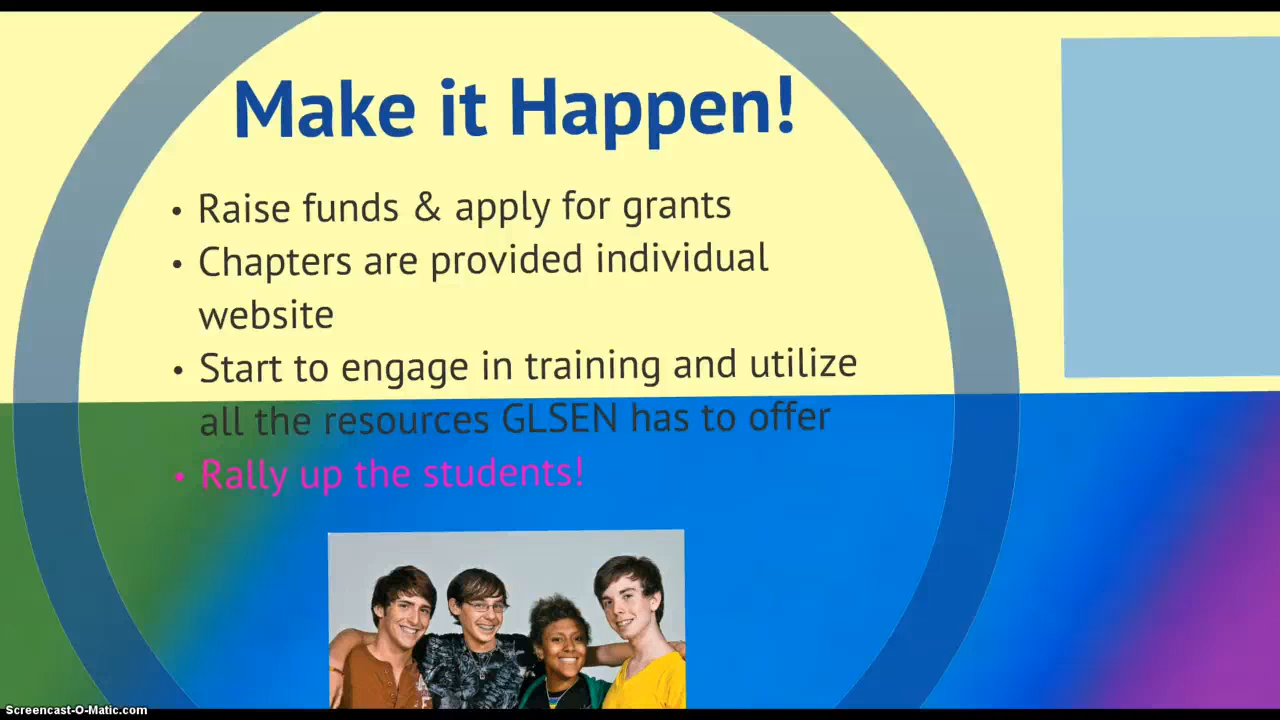 Make it Happen!
• Raise funds & apply for grants
• Chapters are provided individual
website
• Start to engage in training and utilize
all the resources GLSEN has to offer
• Rally up the students!
Screencast-O-Matic.com